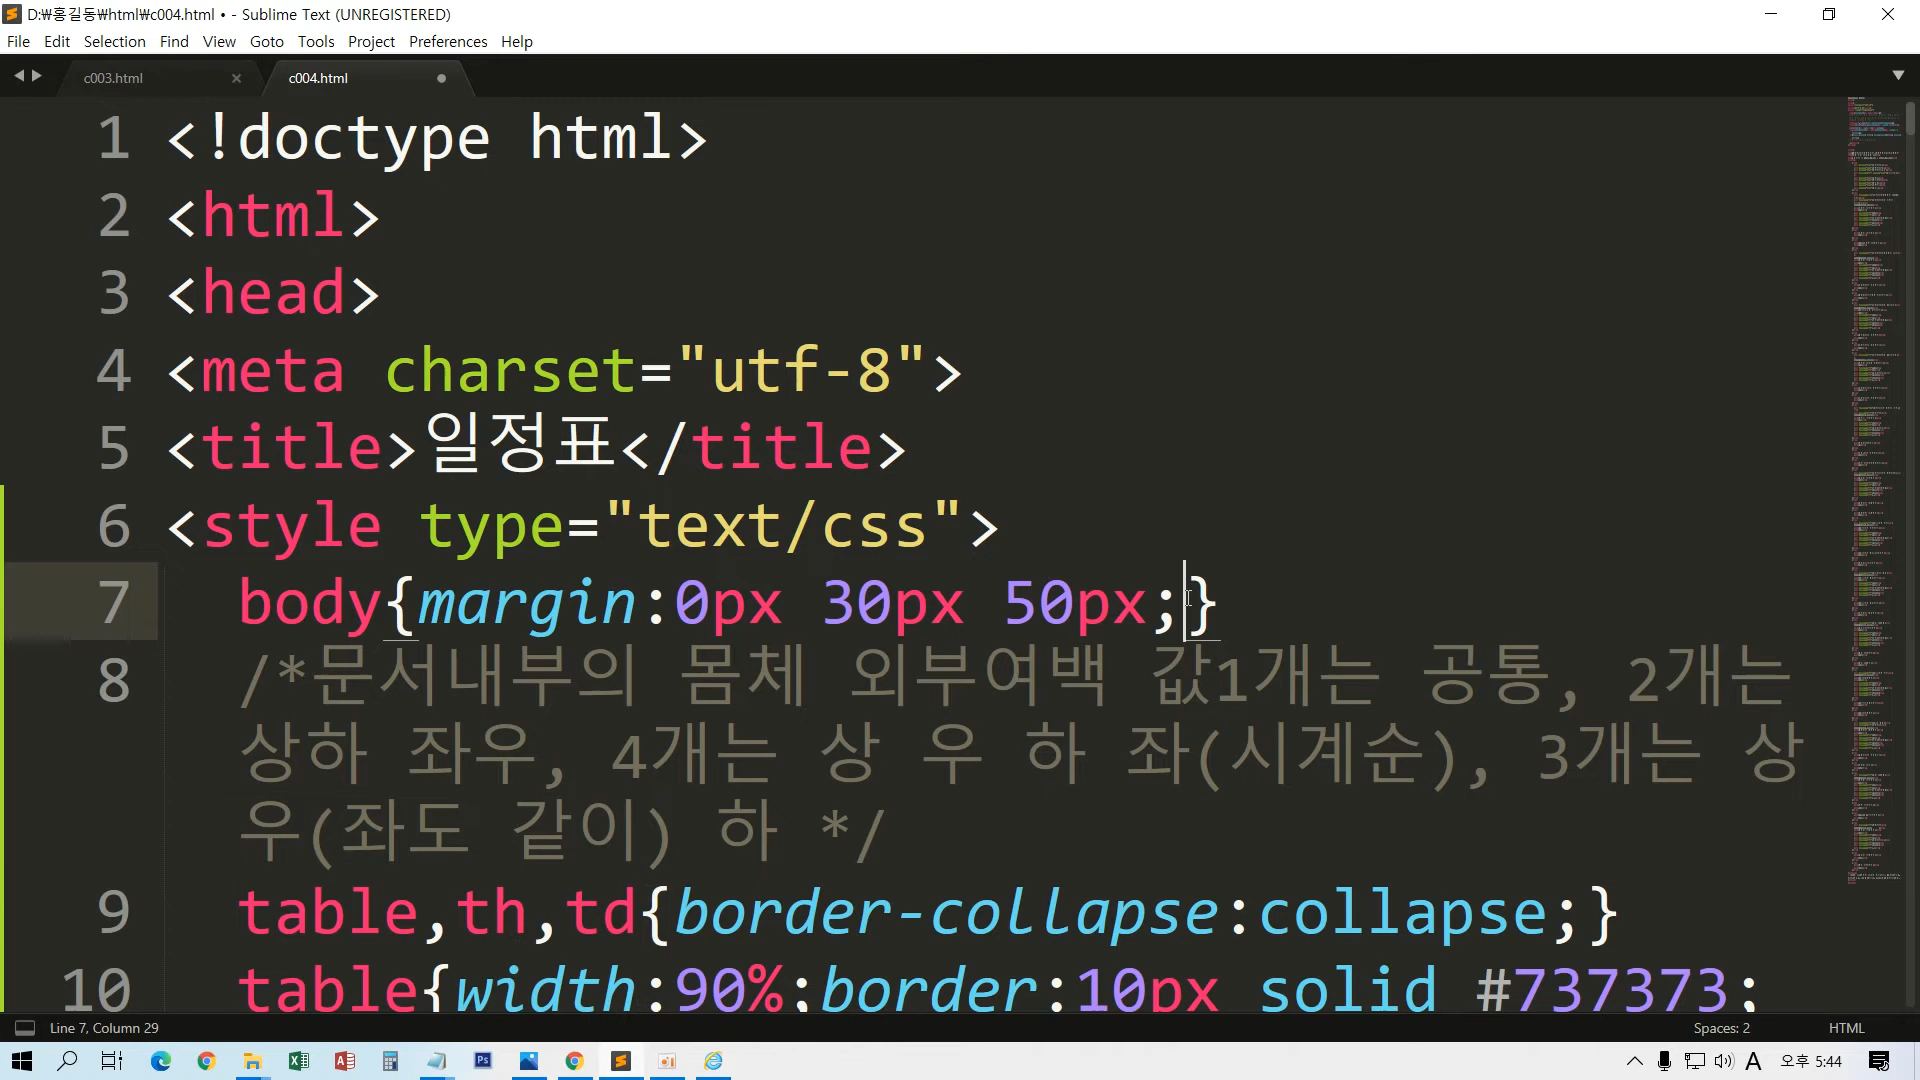 D:₩홍길동₩html₩c004.html • - Sublime Text (UNREGISTERED)
File Edit Selection Find View Goto Tools Project Preferences Help
c003.html c004.html
1 <!doctype html>
2 <html>
3 <head>
4 <meta charset="utf-8">
5 <title>일정표</title>
6 <style type="text/css">
7 body{margin:0px 30px 50px;}
8 /*문서내부의 몸체 외부여백 값1개는 공통, 2개는
상하 좌우, 4개는 상 우 하 좌(시계순), 3개는 상
우(좌도 같이) 하 */
9 table,th,td{border-collapse:collapse;}
10 table{width:90%;border:10px solid #737373;
Line 7, Column 29 Spaces: 2 HTML
A 오후 5:44